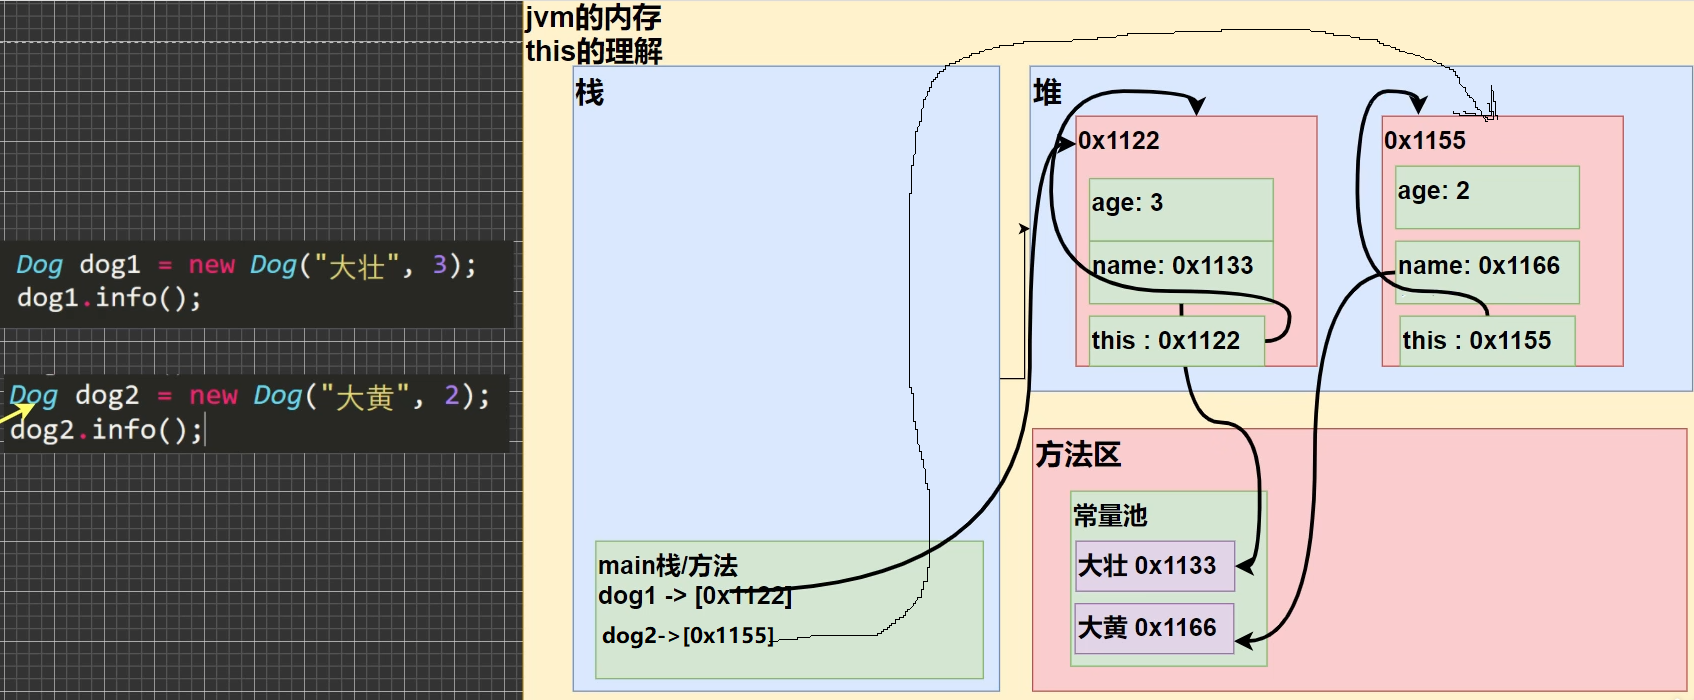 Dog dog1 = new Dog("大壮", 3);
dog1.info();
Dog dog2 = new Dog("大黄", 2);
dog2.info();
jvm的内存
this的理解
栈
main栈/方法
dog1 -> [0x1122]
dog2->[0x1155]
堆
0x1122
age: 3
name: 0x1133
this : 0x1122
0x1155
age: 2
name: 0x1166
this : 0x1155
方法区
常量池
大壮 0x1133
大黄 0x1166